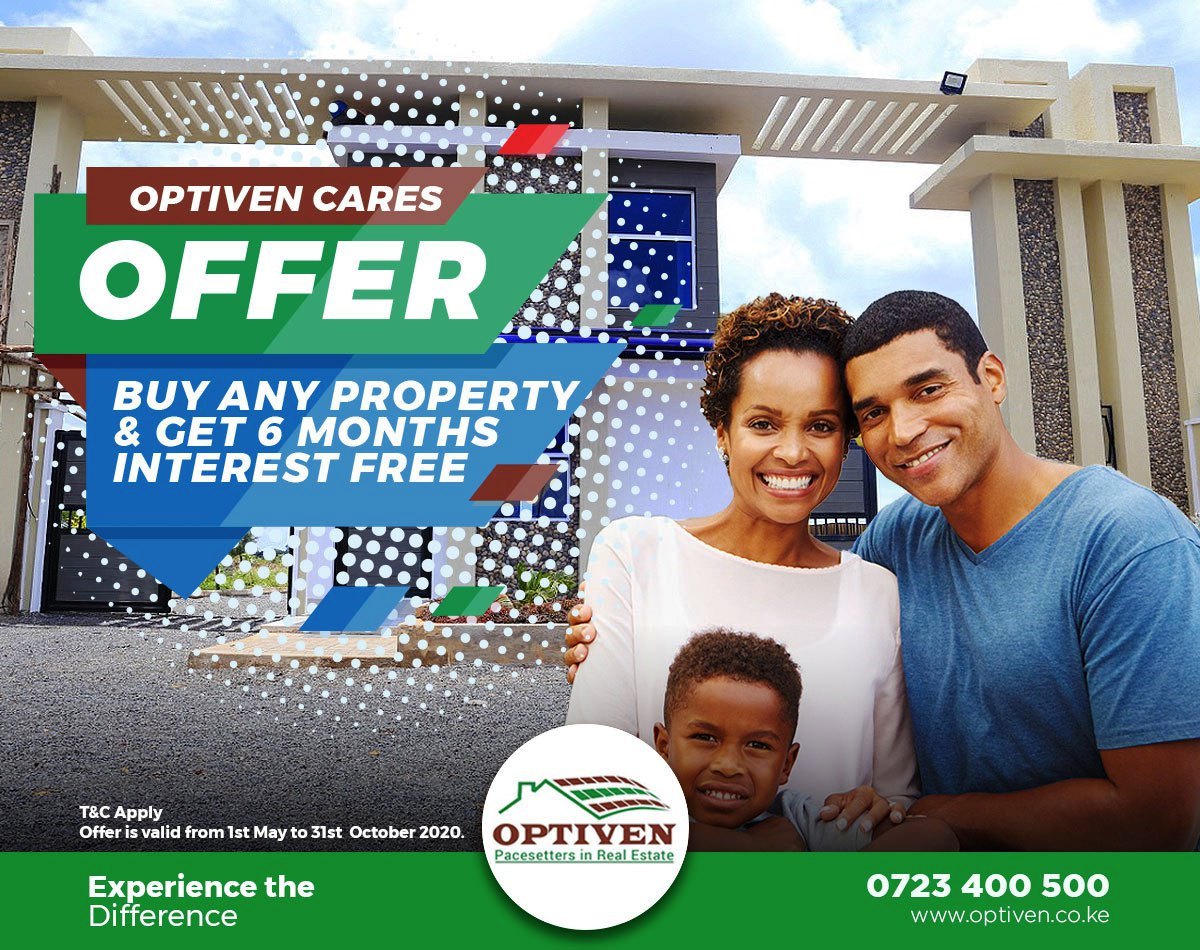 OPTIVEN CARES
OFFER
BUY ANY PROPERTY
& GET 6 MONTHS
INTEREST FREE
T&C Apply
Offer is valid from 1st May to 31st October 2020.
OPTIVEN
Pacesetters in Real Estate
Experience the
Difference
0723 400 500
www.optiven.co.ke